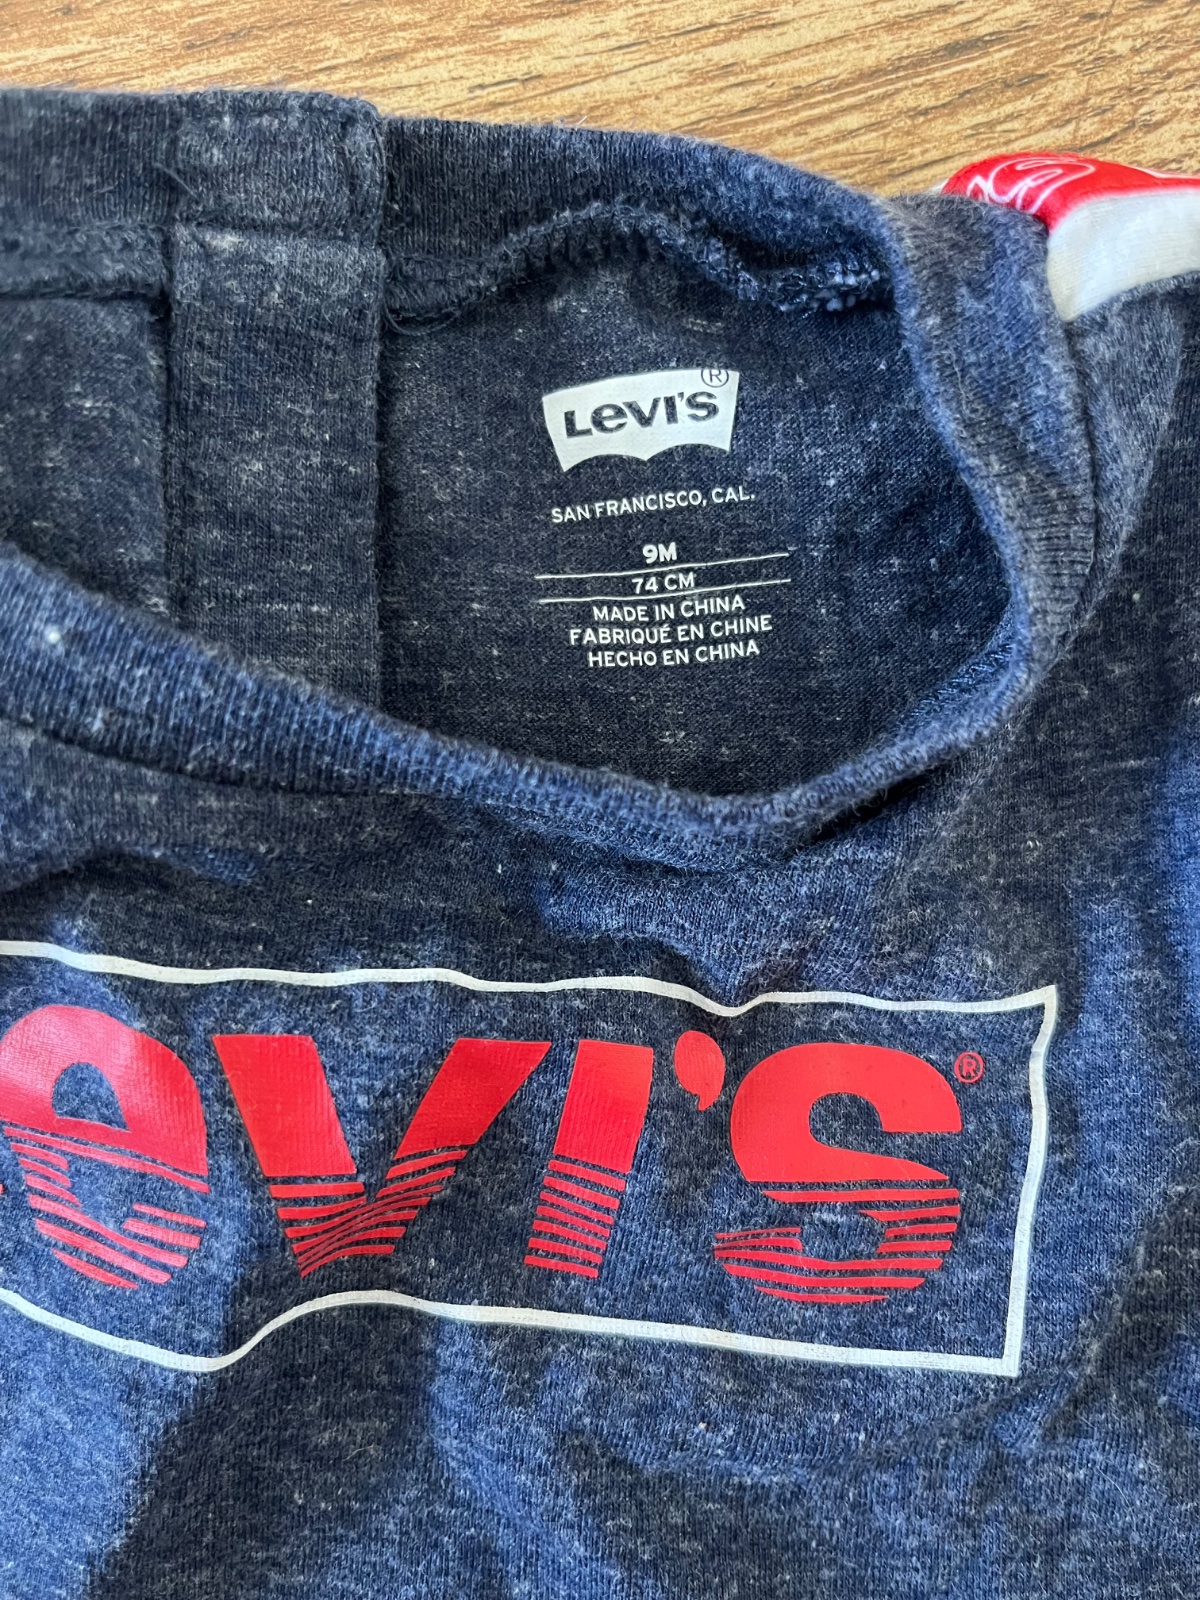 Levi's®
SAN FRANCISCO, CAL.
9M
74 CM
MADE IN CHINA
FABRIQUÉ EN CHINE
HECHO EN CHINA
evi's®